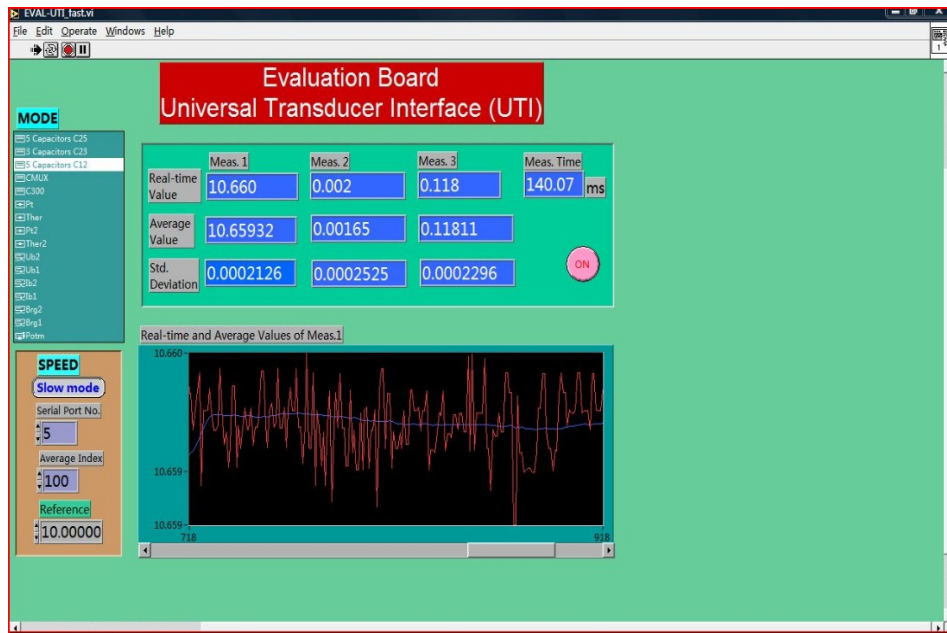 EVAL-UTI_fast.vi
File Edit Operate Windows Help
1
Evaluation Board
Universal Transducer Interface (UTI)
MODE
5 Capacitors C25
3 Capacitors C23
5 Capacitors C12
CMUX
C300
Pt
Ther
Pt2
Ther2
Ub2
Ub1
Ib2
Ib1
Brg2
Brg1
Potm
Meas. 1 Meas. 2 Meas. 3 Meas. Time
Real-time Value 10.660 0.002 0.118 140.07 ms
Average Value 10.65932 0.00165 0.11811
Std. Deviation 0.0002126 0.0002525 0.0002296
ON
SPEED
Slow mode
Serial Port No.
5
Average Index
100
Reference
10.00000
Real-time and Average Values of Meas.1
10.660
10.659
10.659
718 918